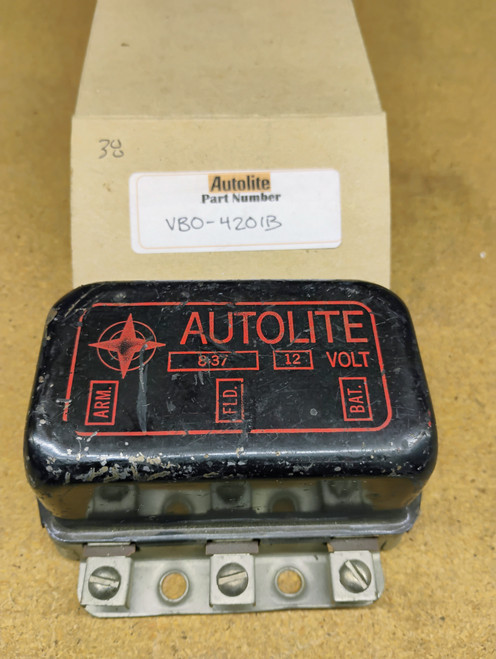 38
Autolite
Part Number
VBO-4201B
AUTOLITE
8 37 12 VOLT
ARM. FLD. BAT.